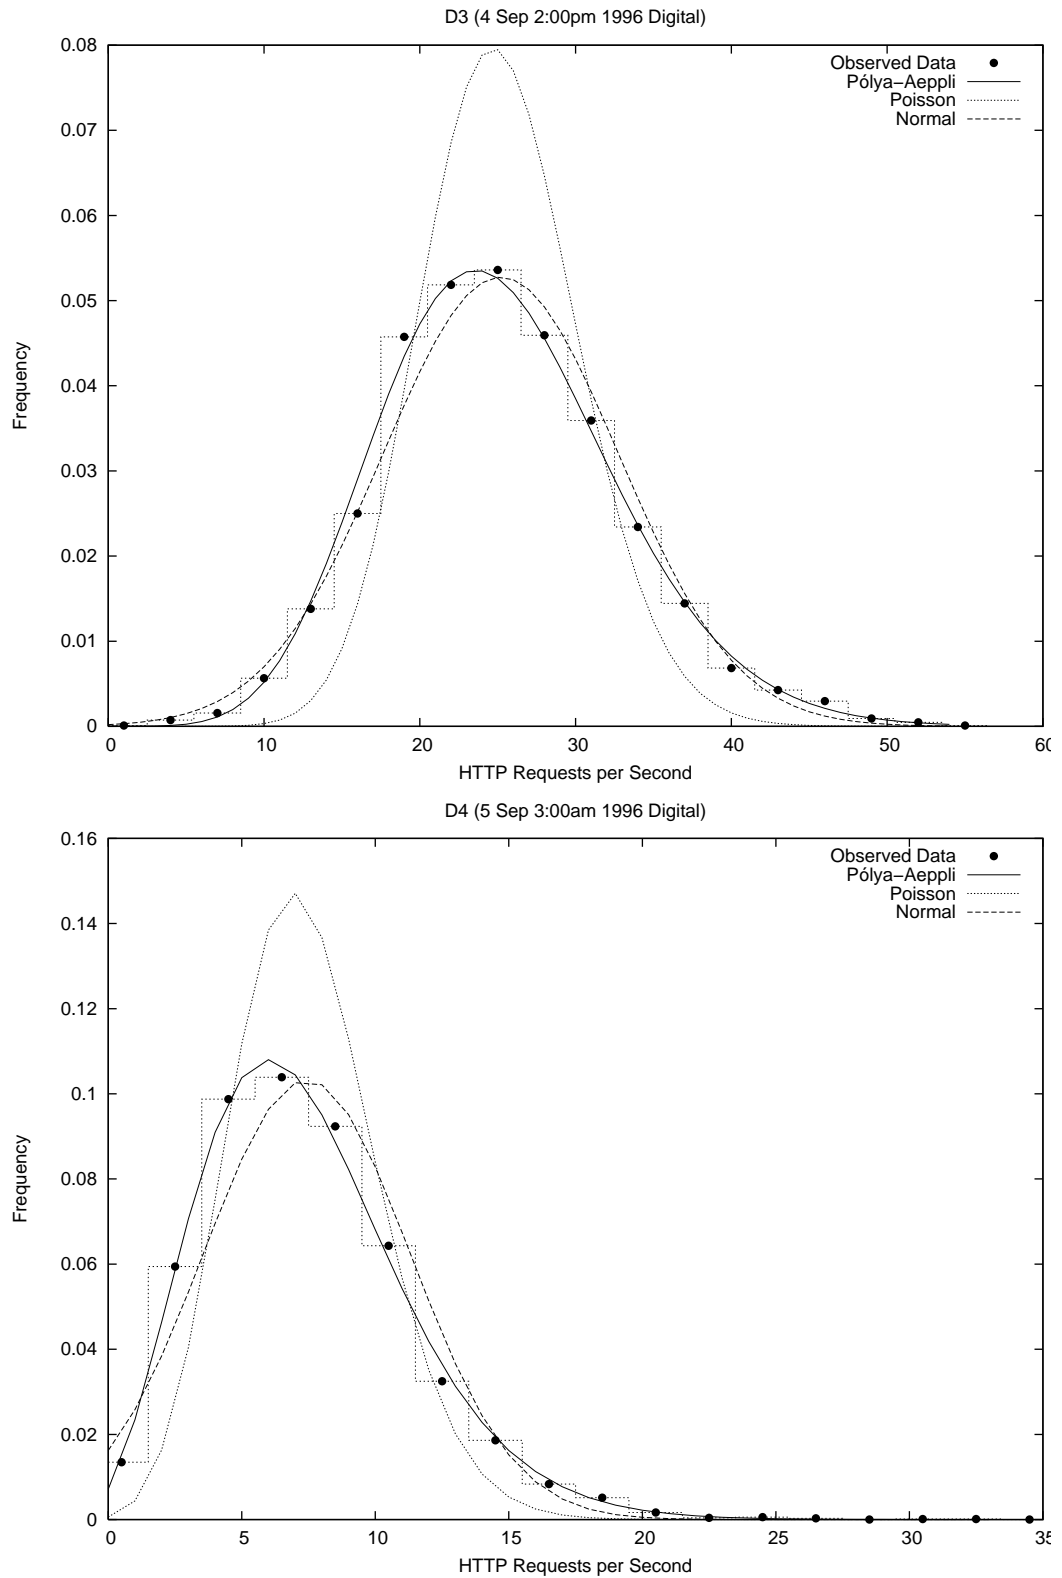 D3 (4 Sep 2:00pm 1996 Digital)
0.08
0.07
0.06
0.05
0.04
0.03
0.02
0.01
0
Frequency
Observed Data
Pólya−Aeppli
Poisson
Normal
0 10 20 30 40 50 60
HTTP Requests per Second
D4 (5 Sep 3:00am 1996 Digital)
0.16
0.14
0.12
0.1
0.08
0.06
0.04
0.02
0
Frequency
Observed Data
Pólya−Aeppli
Poisson
Normal
0 5 10 15 20 25 30 35
HTTP Requests per Second